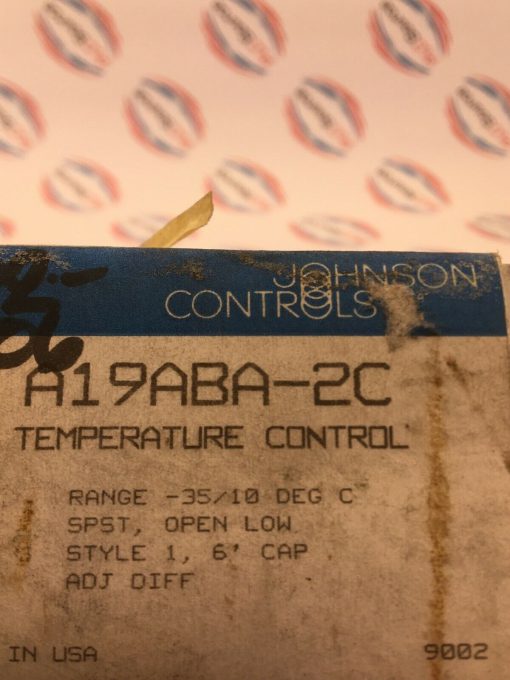 JOHNSON
CONTROLS
A19ABA-2C
TEMPERATURE CONTROL
RANGE -35/10 DEG C
SPST, OPEN LOW
STYLE 1, 6' CAP
ADJ DIFF
IN USA
9002